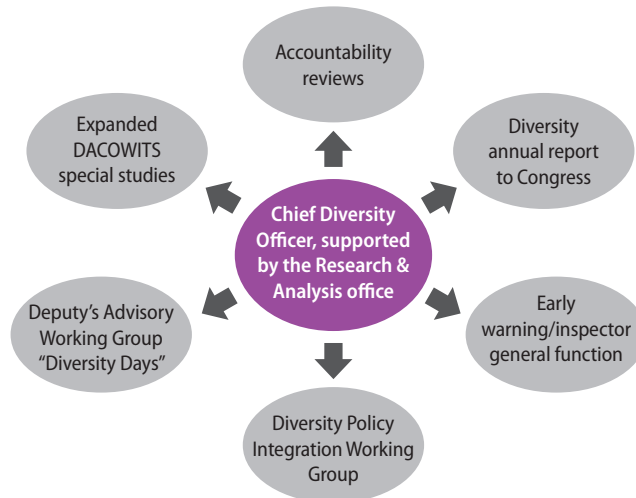 Accountability
reviews
Expanded
DACOWITS
special studies
Diversity
annual report
to Congress
Chief Diversity
Officer, supported
by the Research &
Analysis office
Deputy's Advisory
Working Group
“Diversity Days”
Early
warning/inspector
general function
Diversity Policy
Integration Working
Group